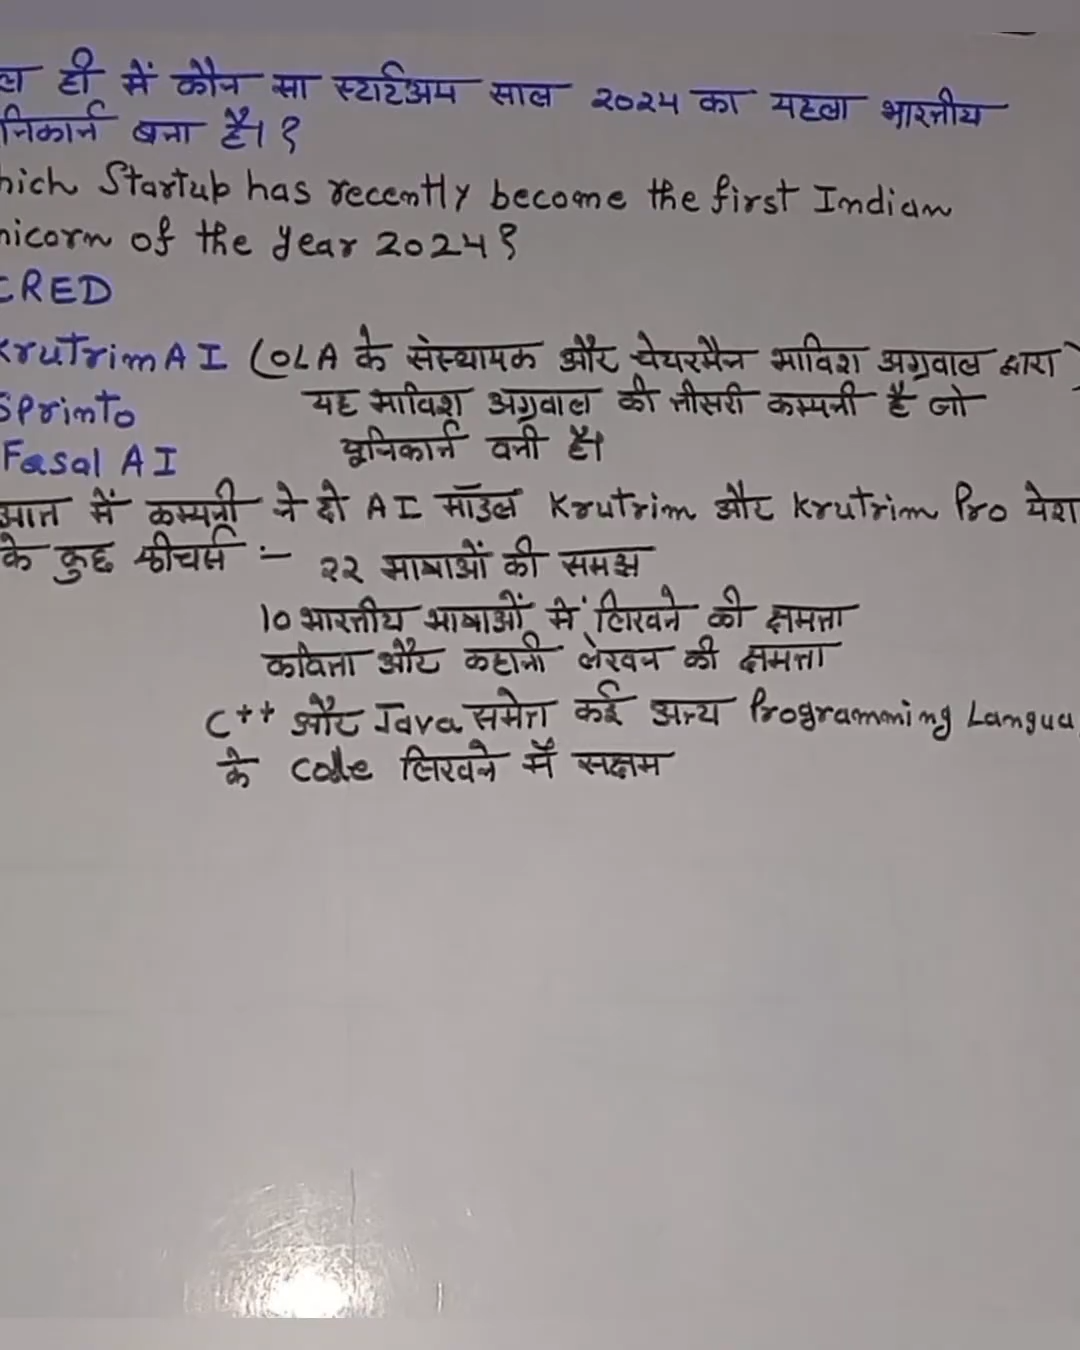 ही में कौन सा स्टार्टअप साल 2024 का पहला भारतीय
निकार्न बना है। ?
hich Startup has recently become the first Indian
nicorn of the year 2024?
CRED
KrutrimAI (OLA के संस्थापक और चेयरमैन भाविश अग्रवाल द्वारा)
यह भाविश अग्रवाल की तीसरी कम्पनी है जो
यूनिकार्न बनी है।
Sprinto
Fasal AI
आत में कम्पनी ने दो AI मॉडल Krutrim और Krutrim Pro पेश
के कुछ फीचर्स :- 22 भाषाओं की समझ
10 भारतीय भाषाओं में लिखने की क्षमता
कविता और कहानी लेखन की क्षमता
C++ और Java समेत कई अन्य Programming Langua
के code लिखने में सक्षम